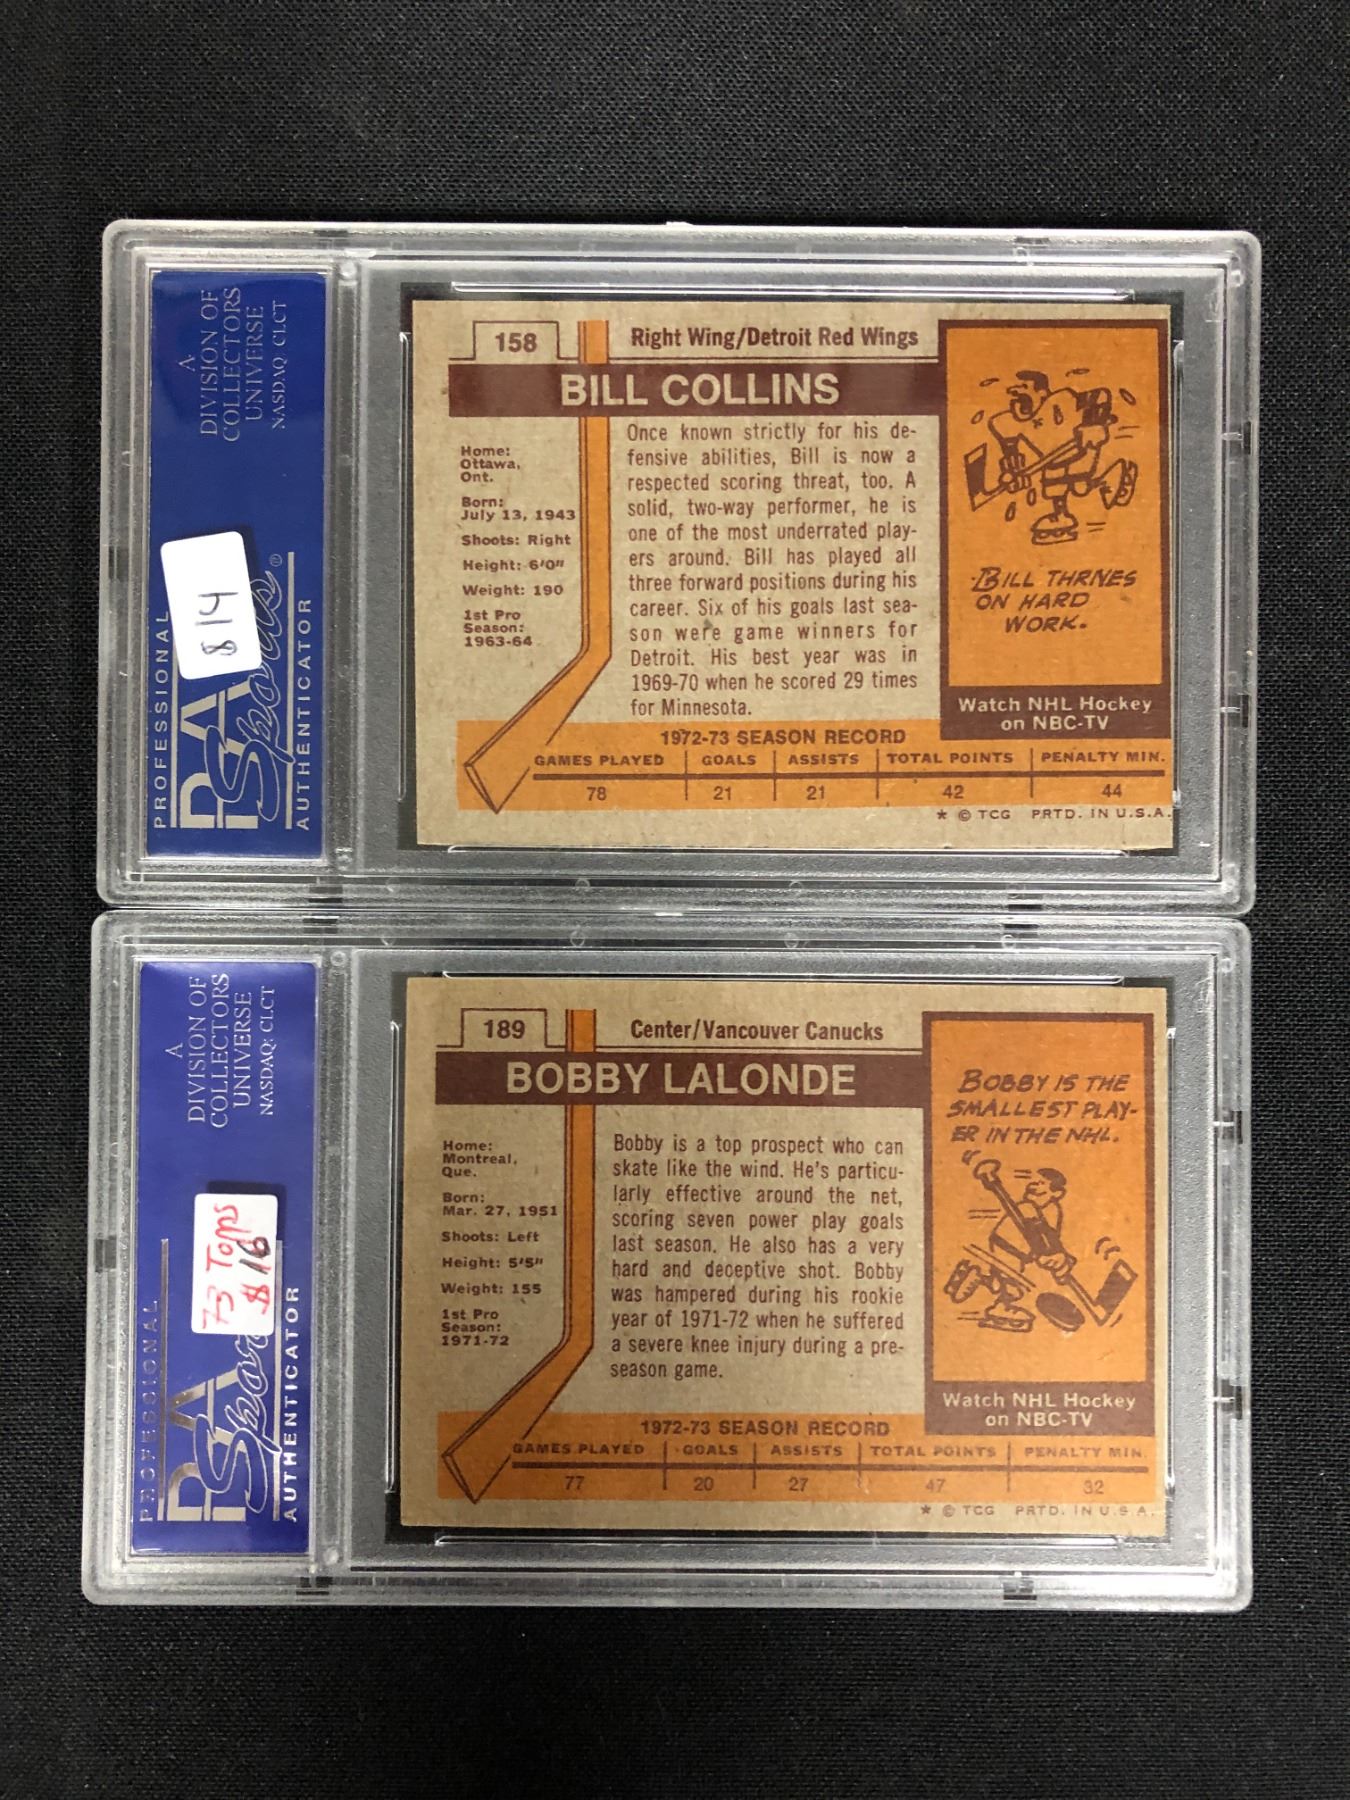 A
DIVISION OF
COLLECTORS
UNIVERSE
NASDAQ: CLCT
814
PROFESSIONAL
PSA
Sports®
AUTHENTICATOR
158
Right Wing/Detroit Red Wings
BILL COLLINS
Home:
Ottawa,
Ont.
Born:
July 13, 1943
Shoots: Right
Height: 6'0"
Weight: 190
1st Pro
Season:
1963-64
Once known strictly for his de-
fensive abilities, Bill is now a
respected scoring threat, too. A
solid, two-way performer, he is
one of the most underrated play-
ers around. Bill has played all
three forward positions during his
career. Six of his goals last sea-
son were game winners for
Detroit. His best year was in
1969-70 when he scored 29 times
for Minnesota.
BILL THRIVES
ON HARD
WORK.
Watch NHL Hockey
on NBC-TV
1972-73 SEASON RECORD
GAMES PLAYED GOALS ASSISTS TOTAL POINTS PENALTY MIN.
78 21 21 42 44
* © TCG PRTD. IN U.S.A.
A
DIVISION OF
COLLECTORS
UNIVERSE
NASDAQ: CLCT
73 Topps
$16
PROFESSIONAL
PSA
Sports
AUTHENTICATOR
189
Center/Vancouver Canucks
BOBBY LALONDE
Home:
Montreal,
Que.
Born:
Mar. 27, 1951
Shoots: Left
Height: 5'5"
Weight: 155
1st Pro
Season:
1971-72
Bobby is a top prospect who can
skate like the wind. He's particu-
larly effective around the net,
scoring seven power play goals
last season. He also has a very
hard and deceptive shot. Bobby
was hampered during his rookie
year of 1971-72 when he suffered
a severe knee injury during a pre-
season game.
BOBBY IS THE
SMALLEST PLAY-
ER IN THE NHL.
Watch NHL Hockey
on NBC-TV
1972-73 SEASON RECORD
GAMES PLAYED GOALS ASSISTS TOTAL POINTS PENALTY MIN.
77 20 27 47 32
* © TCG PRTD. IN U.S.A.